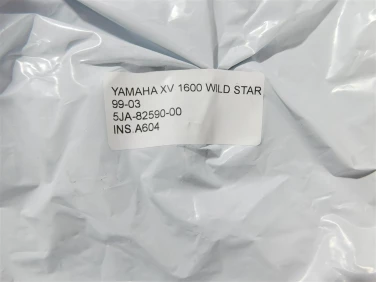 YAMAHA XV 1600 WILD STAR
99-03
5JA-82590-00
INS.A604